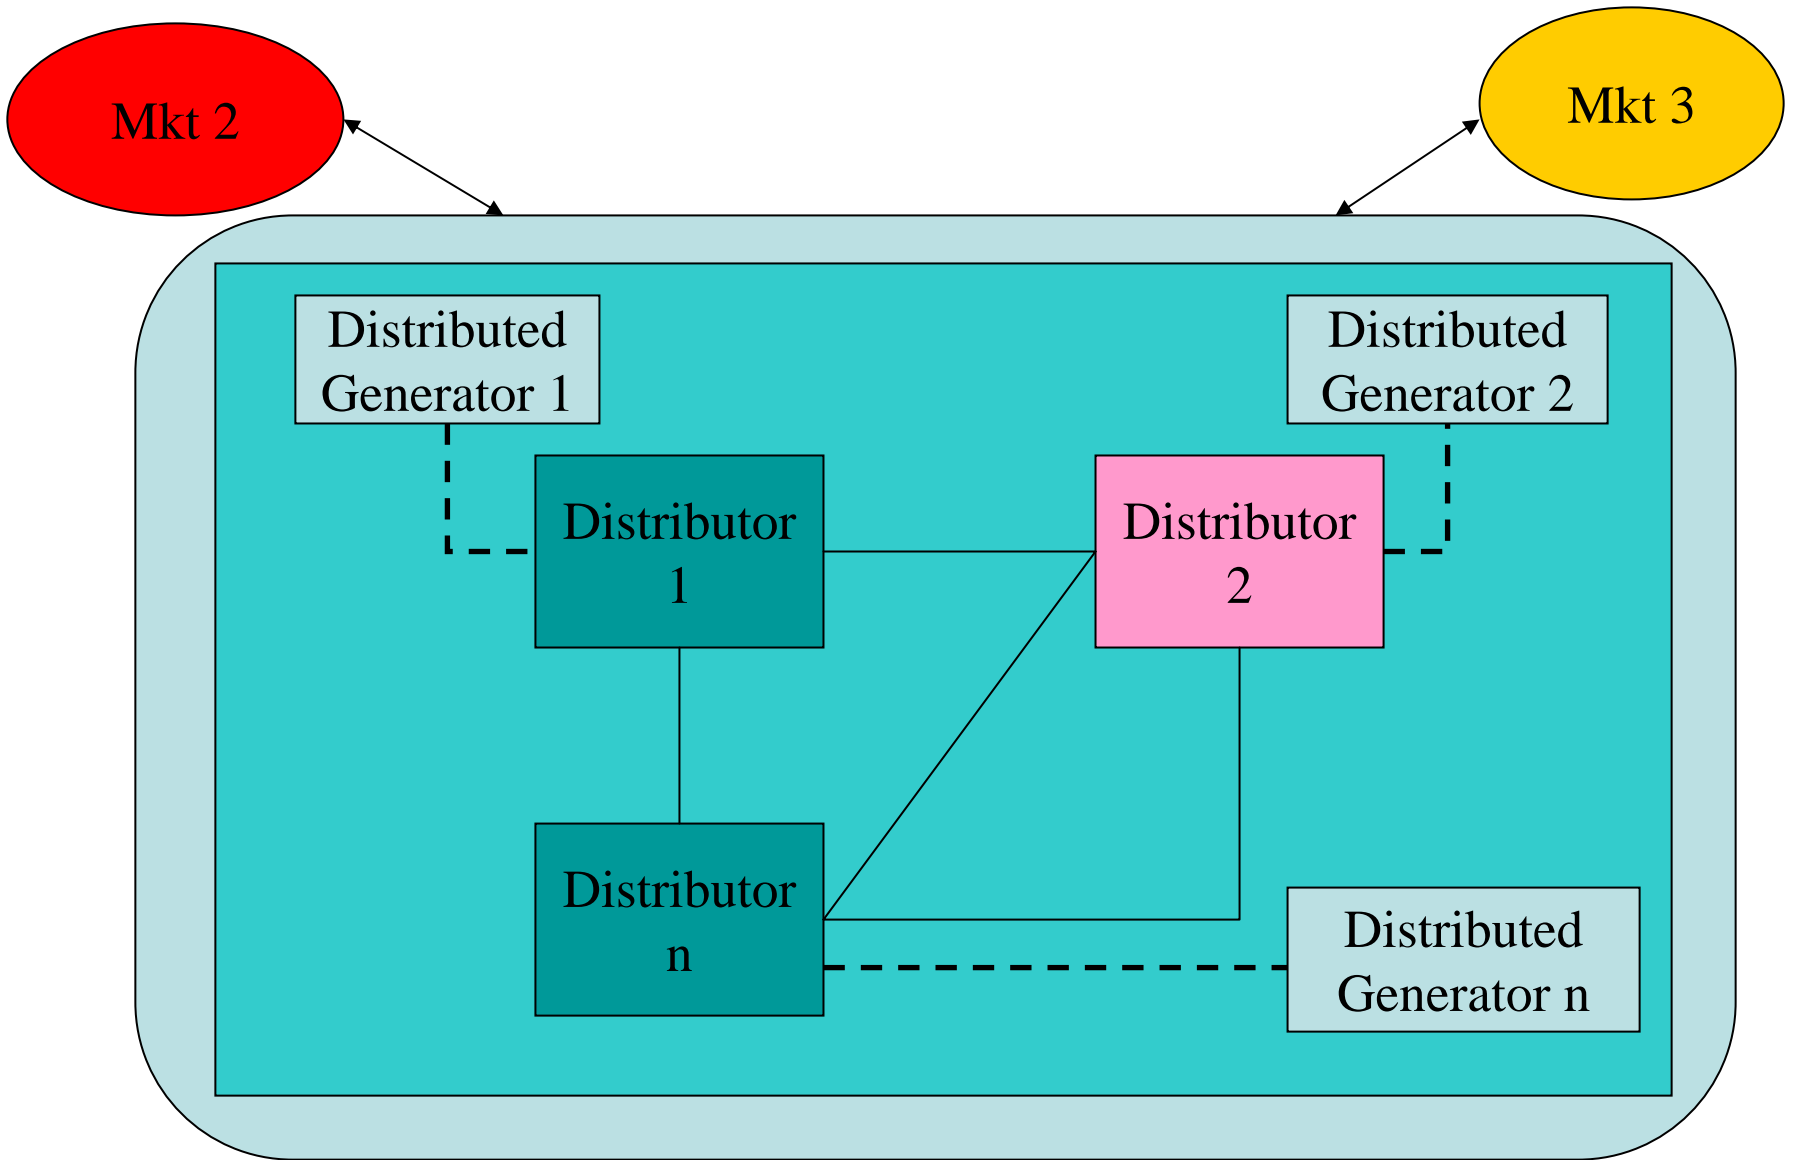 Mkt 2
Mkt 3
Distributed
Generator 1
Distributed
Generator 2
Distributor
1
Distributor
2
Distributor
n
Distributed
Generator n